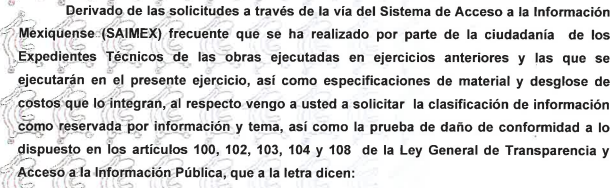 Derivado de las solicitudes a través de la vía del Sistema de Acceso a la Información
Mexiquense (SAIMEX) frecuente que se ha realizado por parte de la ciudadanía de los
Expedientes Técnicos de las obras ejecutadas en ejercicios anteriores y las que se
ejecutarán en el presente ejercicio, así como especificaciones de material y desglose de
costos que lo integran, al respecto vengo a usted a solicitar la clasificación de información
como reservada por información y tema, así como la prueba de daño de conformidad a lo
dispuesto en los artículos 100, 102, 103, 104 y 108 de la Ley General de Transparencia y
Acceso a la Información Pública, que a la letra dicen: